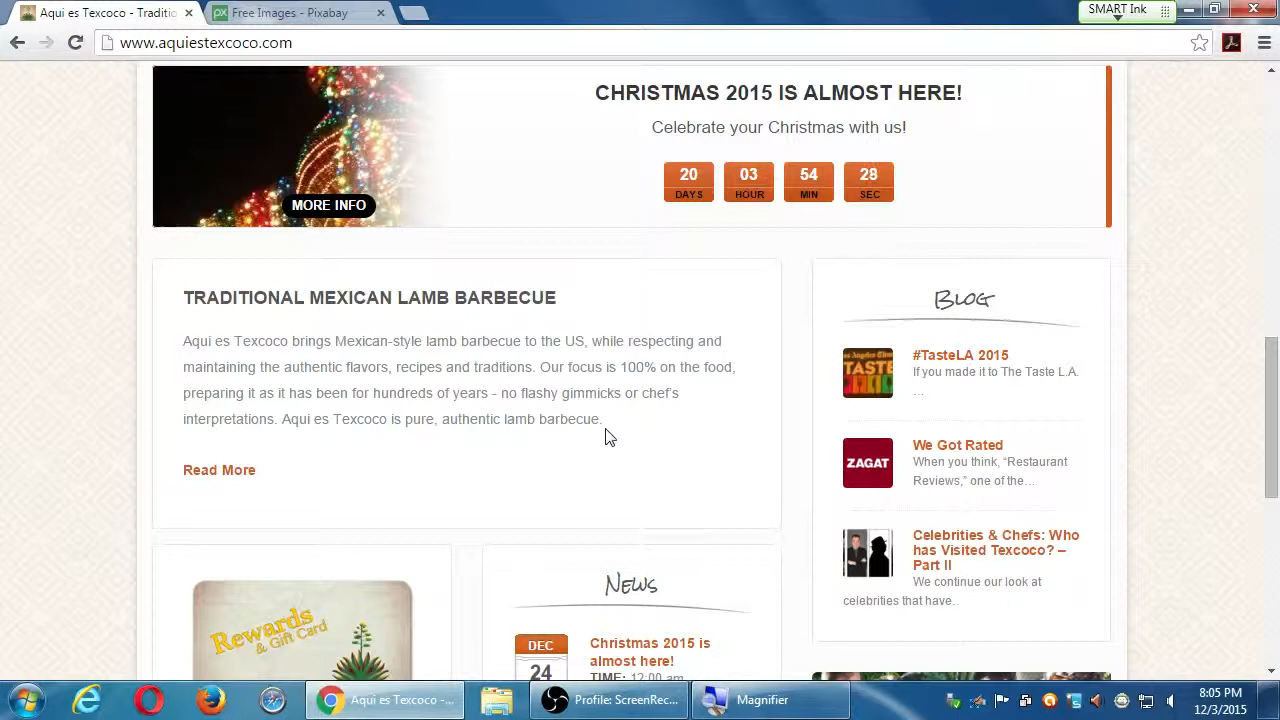 Aqui es Texcoco - Traditio
Free Images - Pixabay
SMART Ink
www.aquiestexcoco.com
CHRISTMAS 2015 IS ALMOST HERE!
Celebrate your Christmas with us!
20 03 54 28
DAYS HOUR MIN SEC
MORE INFO
TRADITIONAL MEXICAN LAMB BARBECUE
Aqui es Texcoco brings Mexican-style lamb barbecue to the US, while respecting and
maintaining the authentic flavors, recipes and traditions. Our focus is 100% on the food,
preparing it as it has been for hundreds of years - no flashy gimmicks or chef's
interpretations. Aqui es Texcoco is pure, authentic lamb barbecue.
Read More
Blog
Los Angeles Times
TASTE
#TasteLA 2015
If you made it to The Taste L.A.
...
ZAGAT
We Got Rated
When you think, “Restaurant
Reviews,” one of the...
Celebrities & Chefs: Who
has Visited Texcoco? –
Part II
We continue our look at
celebrities that have..
Rewards
& Gift Card
News
DEC
24
Christmas 2015 is
almost here!
TIME: 12:00 am
Aqui es Texcoco -...
Profile: ScreenRec...
Magnifier
8:05 PM
12/3/2015